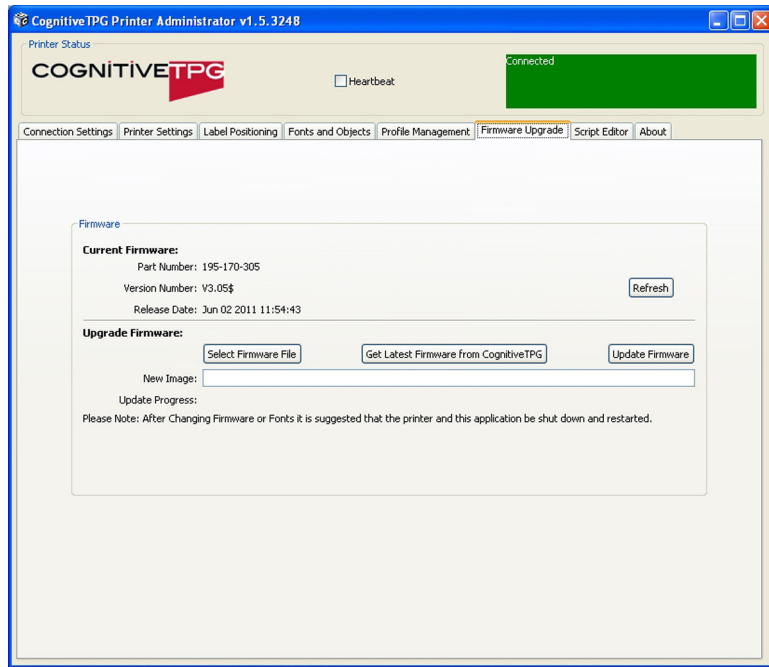 CognitiveTPG Printer Administrator v1.5.3248
Printer Status
COGNITIVETPG
Heartbeat
Connected
Connection Settings Printer Settings Label Positioning Fonts and Objects Profile Management Firmware Upgrade Script Editor About
Firmware
Current Firmware:
Part Number: 195-170-305
Version Number: V3.05$
Refresh
Release Date: Jun 02 2011 11:54:43
Upgrade Firmware:
Select Firmware File Get Latest Firmware from CognitiveTPG Update Firmware
New Image:
Update Progress:
Please Note: After Changing Firmware or Fonts it is suggested that the printer and this application be shut down and restarted.